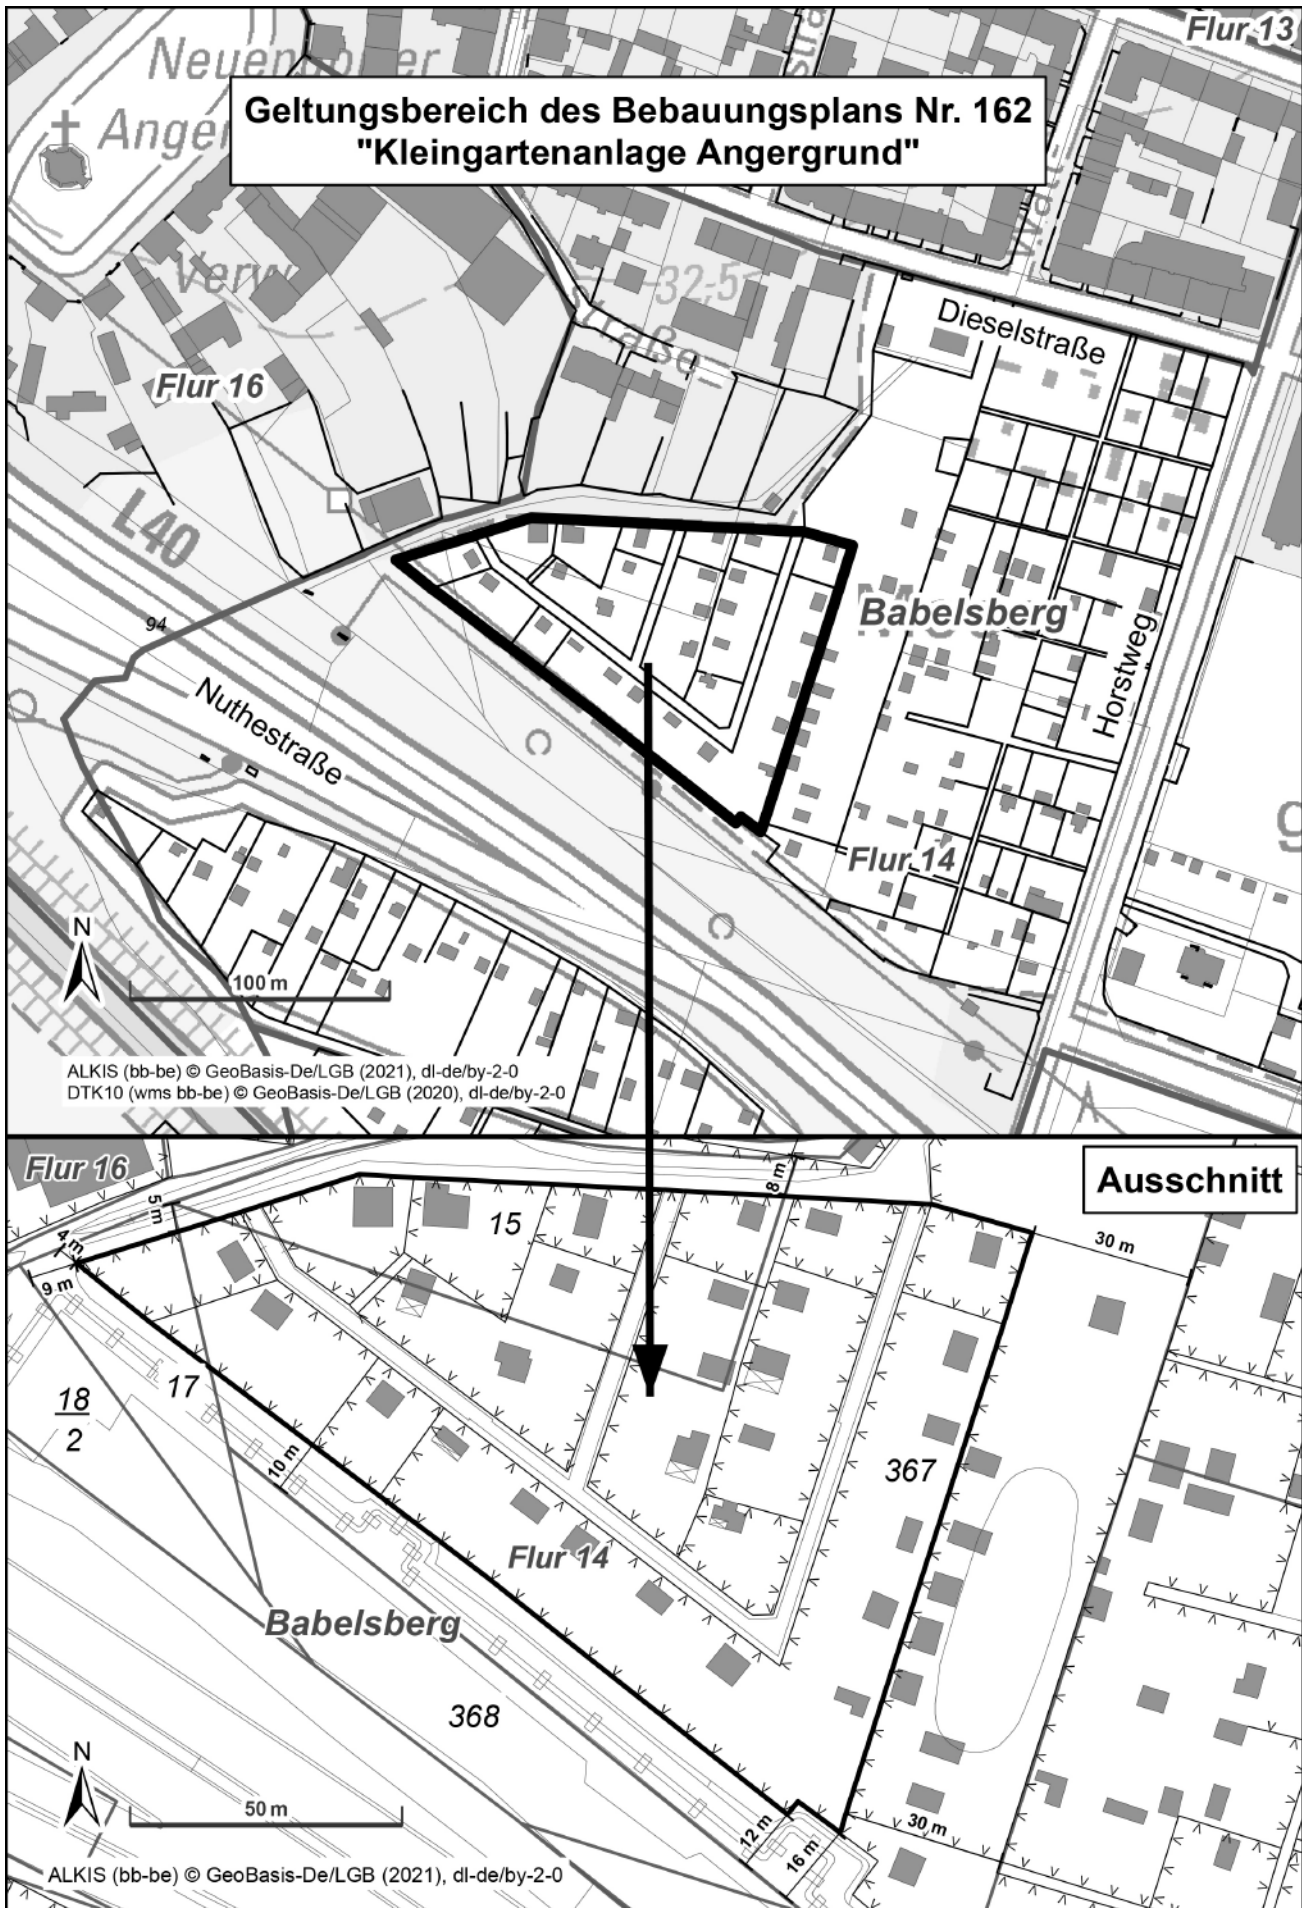 Flur 13
Neuendorfer
Anger
Geltungsbereich des Bebauungsplans Nr. 162
"Kleingartenanlage Angergrund"
32,5
Straße
Dieselstraße
Flur 16
L40
Babelsberg
94
Horstweg
Nuthestraße
Flur 14
N
100 m
ALKIS (bb-be) © GeoBasis-De/LGB (2021), dl-de/by-2-0
DTK10 (wms bb-be) © GeoBasis-De/LGB (2020), dl-de/by-2-0
Flur 16
Ausschnitt
8 m
5 m
15
4 m
30 m
9 m
17
18
2
10 m
367
Flur 14
Babelsberg
368
N
50 m
12 m
16 m
30 m
ALKIS (bb-be) © GeoBasis-De/LGB (2021), dl-de/by-2-0